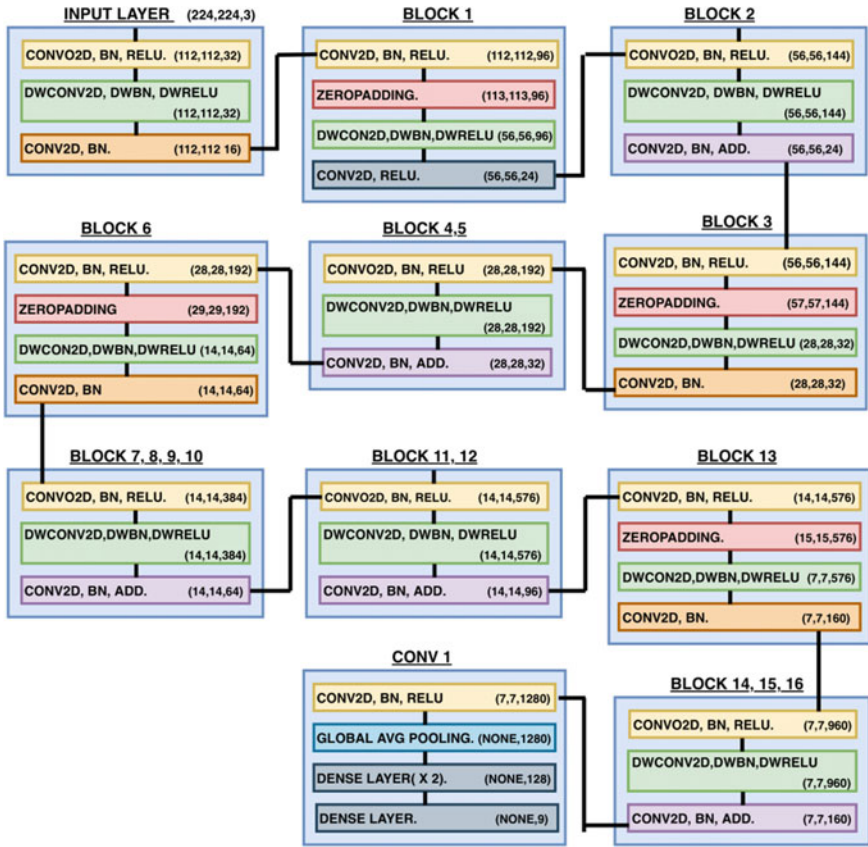 INPUT LAYER (224,224,3)
CONVO2D, BN, RELU. (112,112,32)
DWCONV2D, DWBN, DWRELU
(112,112,32)
CONV2D, BN. (112,112 16)
BLOCK 1
CONV2D, BN, RELU. (112,112,96)
ZEROPADDING. (113,113,96)
DWCON2D,DWBN,DWRELU (56,56,96)
CONV2D, RELU. (56,56,24)
BLOCK 2
CONVO2D, BN, RELU. (56,56,144)
DWCONV2D, DWBN, DWRELU
(56,56,144)
CONV2D, BN, ADD. (56,56,24)
BLOCK 6
CONV2D, BN, RELU. (28,28,192)
ZEROPADDING (29,29,192)
DWCON2D,DWBN,DWRELU (14,14,64)
CONV2D, BN (14,14,64)
BLOCK 4,5
CONVO2D, BN, RELU (28,28,192)
DWCONV2D,DWBN,DWRELU
(28,28,192)
CONV2D, BN, ADD. (28,28,32)
BLOCK 3
CONV2D, BN, RELU. (56,56,144)
ZEROPADDING. (57,57,144)
DWCON2D,DWBN,DWRELU (28,28,32)
CONV2D, BN. (28,28,32)
BLOCK 7, 8, 9, 10
CONVO2D, BN, RELU. (14,14,384)
DWCONV2D,DWBN,DWRELU
(14,14,384)
CONV2D, BN, ADD. (14,14,64)
BLOCK 11, 12
CONVO2D, BN, RELU. (14,14,576)
DWCONV2D, DWBN, DWRELU
(14,14,576)
CONV2D, BN, ADD. (14,14,96)
BLOCK 13
CONV2D, BN, RELU. (14,14,576)
ZEROPADDING. (15,15,576)
DWCON2D,DWBN,DWRELU (7,7,576)
CONV2D, BN. (7,7,160)
CONV 1
CONV2D, BN, RELU (7,7,1280)
GLOBAL AVG POOLING. (NONE,1280)
DENSE LAYER( X 2). (NONE,128)
DENSE LAYER. (NONE,9)
BLOCK 14, 15, 16
CONVO2D, BN, RELU. (7,7,960)
DWCONV2D,DWBN,DWRELU
(7,7,960)
CONV2D, BN, ADD. (7,7,160)